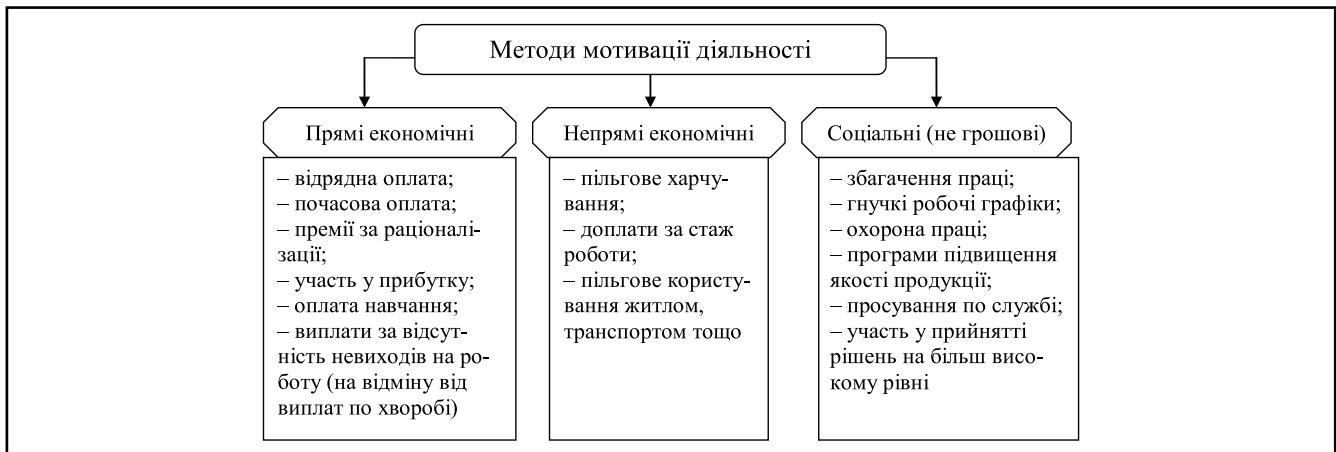 Методи мотивації діяльності
Прямі економічні
– відрядна оплата;
– почасова оплата;
– премії за раціоналі-
зації;
– участь у прибутку;
– оплата навчання;
– виплати за відсут-
ність невиходів на ро-
боту (на відміну від
виплат по хворобі)
Непрямі економічні
– пільгове харчу-
вання;
– доплати за стаж
роботи;
– пільгове користу-
вання житлом,
транспортом тощо
Соціальні (не грошові)
– збагачення праці;
– гнучкі робочі графіки;
– охорона праці;
– програми підвищення
якості продукції;
– просування по службі;
– участь у прийнятті
рішень на більш висо-
кому рівні